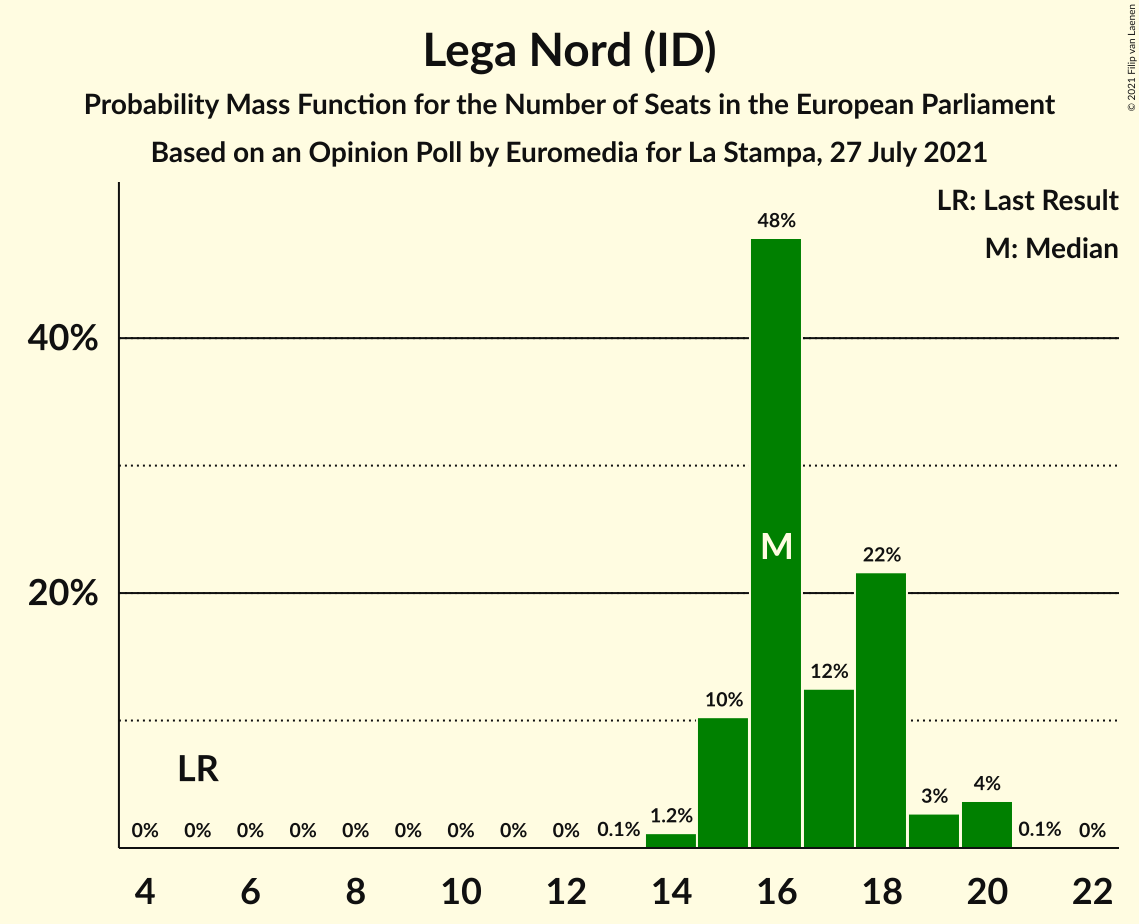 Lega Nord (ID)
Probability Mass Function for the Number of Seats in the European Parliament
Based on an Opinion Poll by Euromedia for La Stampa, 27 July 2021
© 2021 Filip van Laenen
LR: Last Result
M: Median
48%
40%
M
22%
20%
12%
10%
LR
4%
3%
1.2%
0% 0% 0% 0% 0% 0% 0% 0% 0% 0.1% 0.1% 0%
4 6 8 10 12 14 16 18 20 22